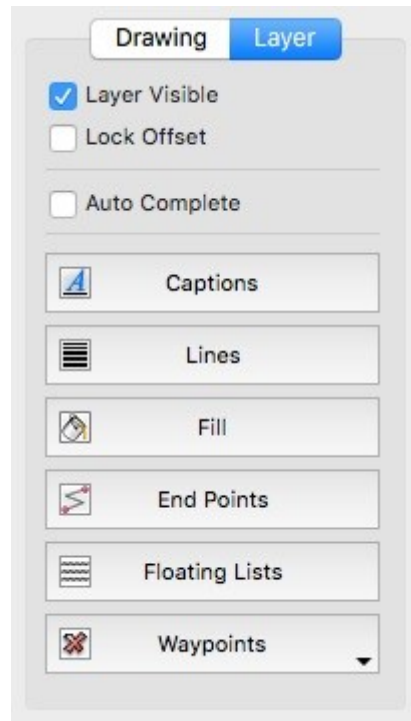 Drawing Layer
Layer Visible
Lock Offset
Auto Complete
Captions
Lines
Fill
End Points
Floating Lists
Waypoints